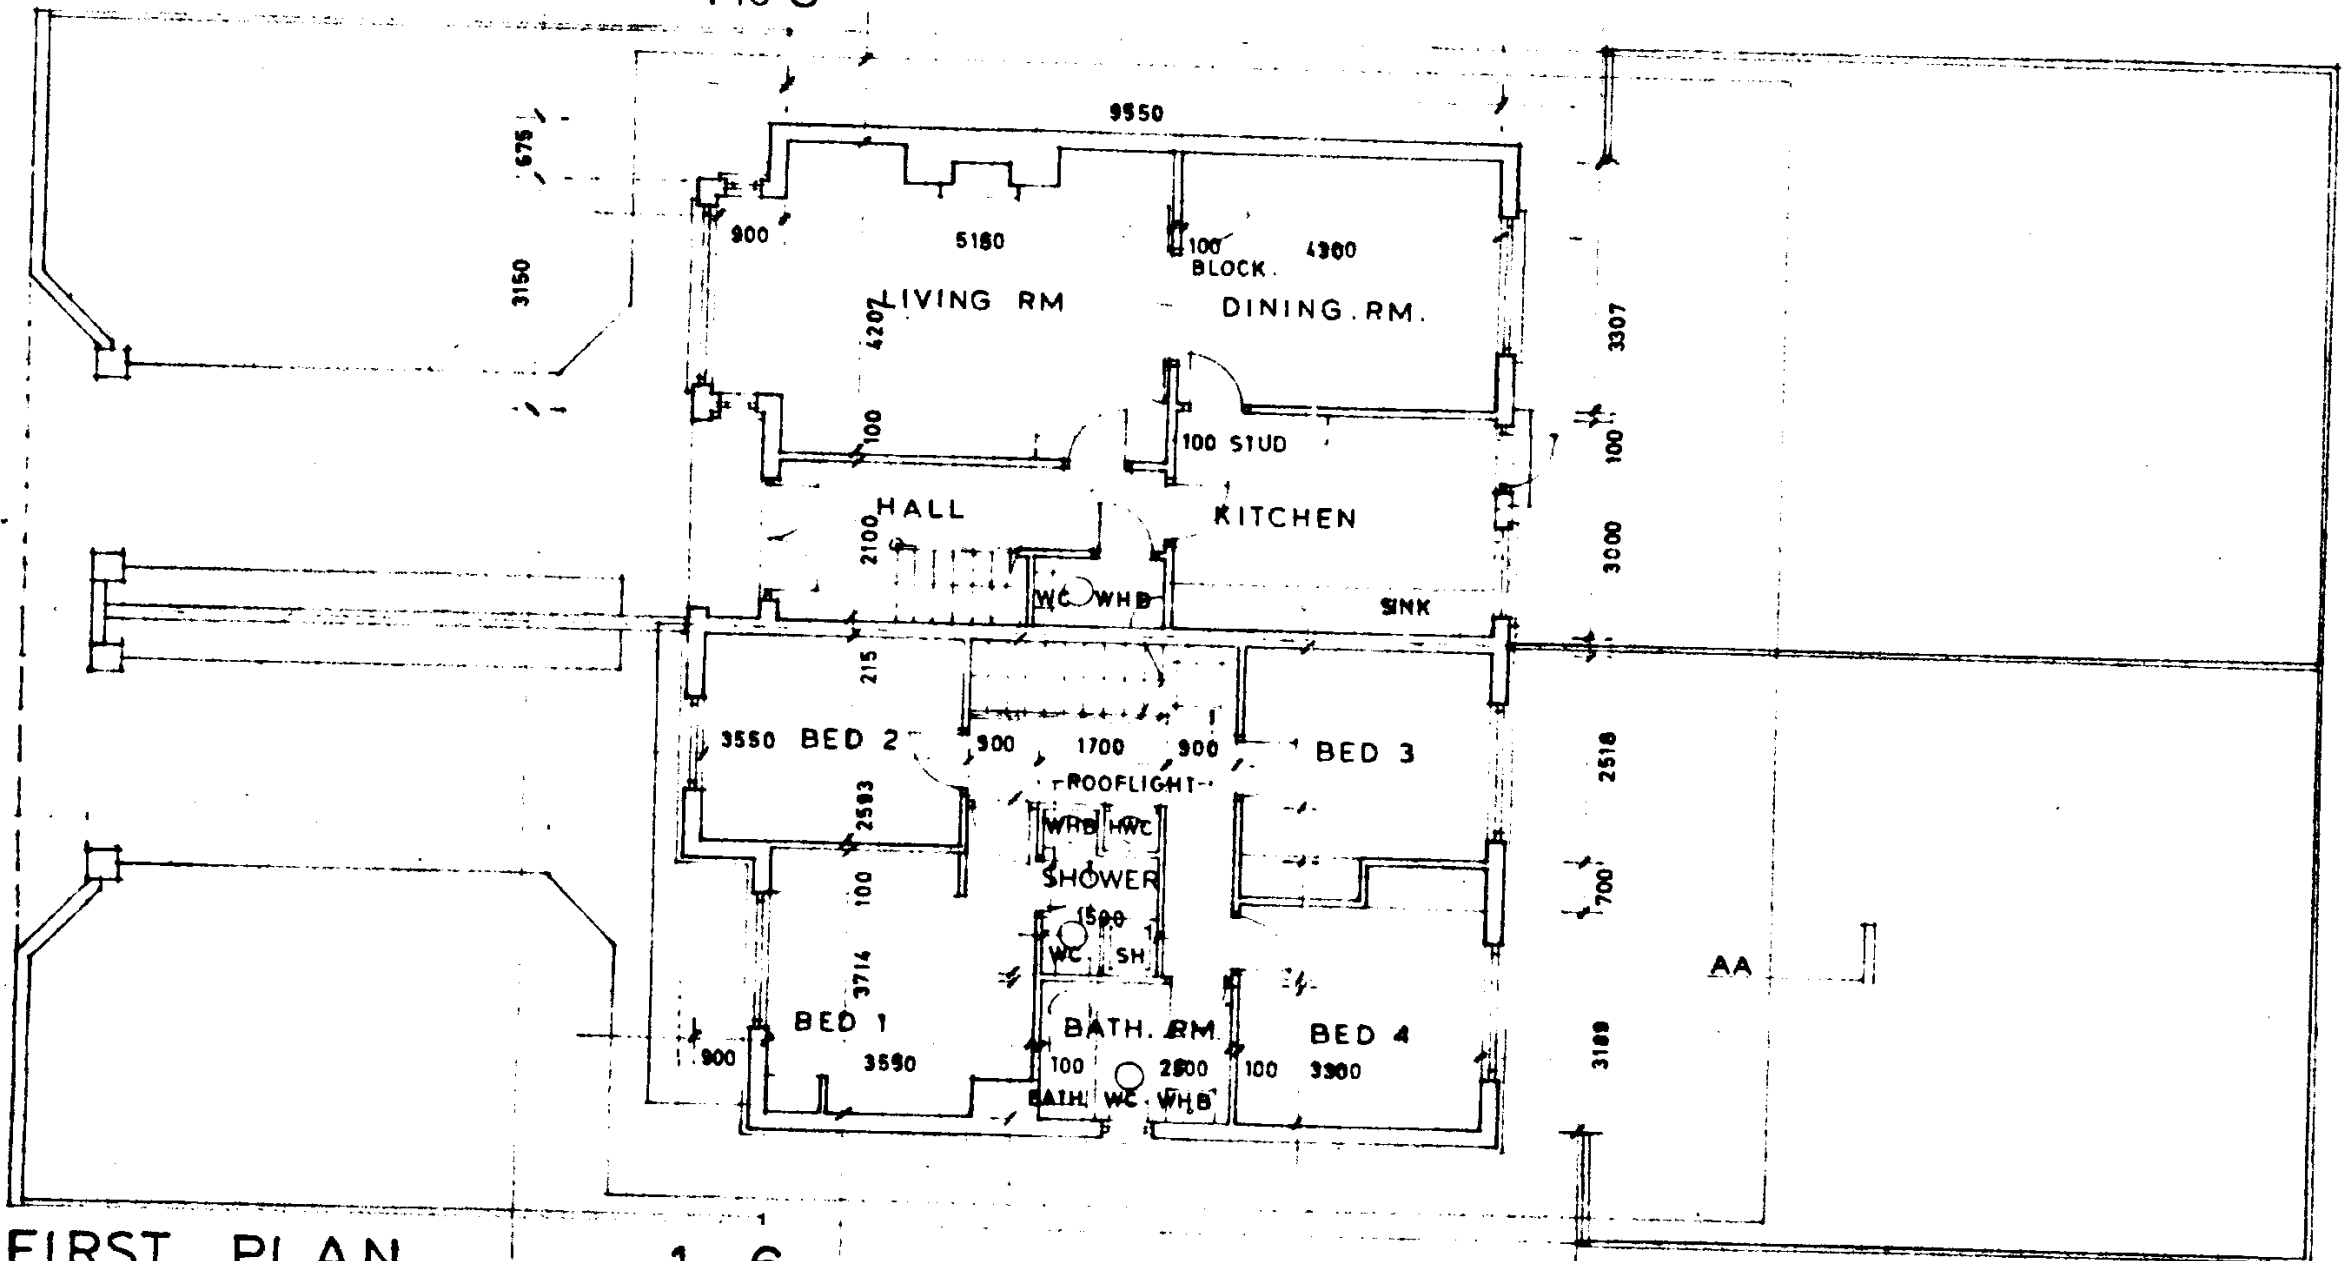 9550
675
900
5180
100
BLOCK.
4300
3150
LIVING RM
DINING.RM.
4207
3307
100
100 STUD
100
HALL
KITCHEN
2100
3000
WC WHB
SINK
215
3550 BED 2
900
1700
900
BED 3
2518
-ROOFLIGHT-
2593
WHB HWC
100
SHOWER
1500
700
WC. SH
AA
3714
BED 1
BATH. RM.
BED 4
3189
900
3550
100
100
3300
BATH WC. WHB
FIRST PLAN